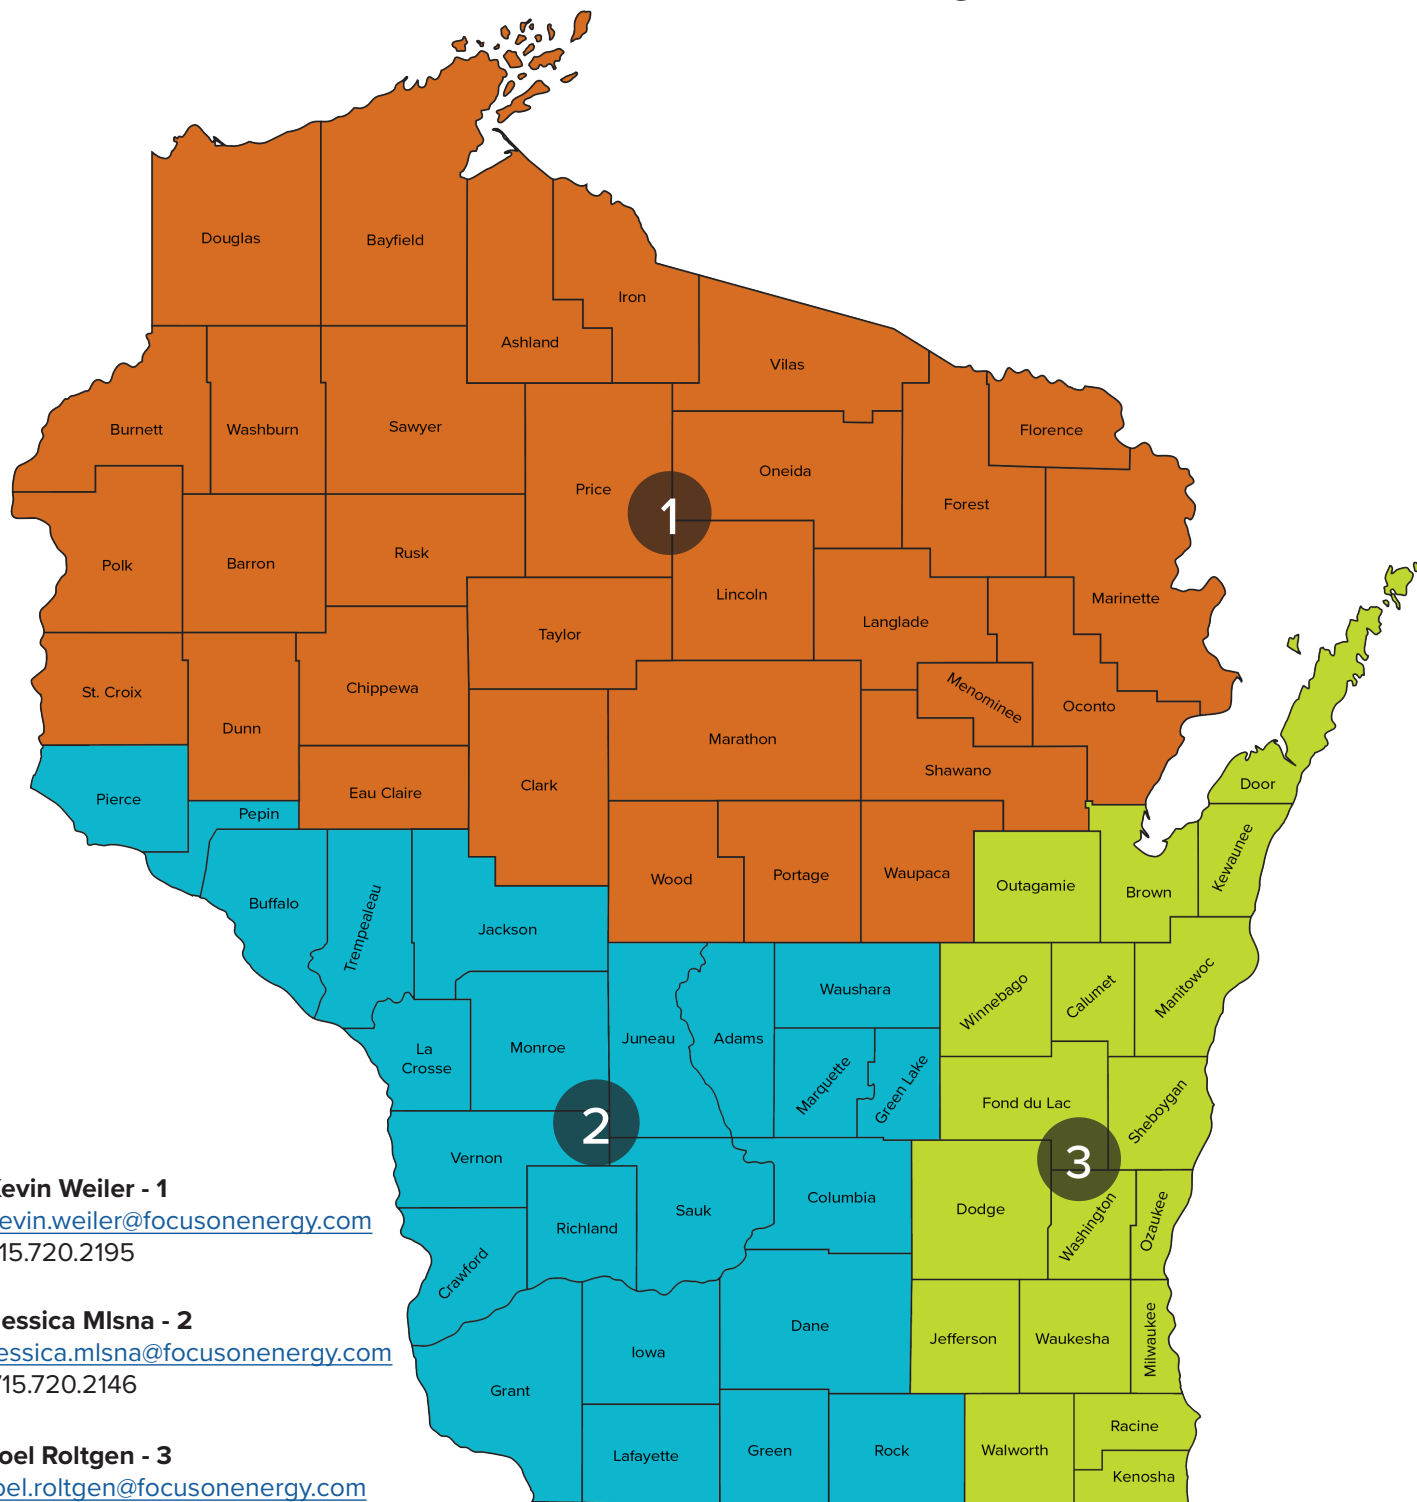 Douglas
Bayfield
Iron
Ashland
Vilas
Burnett
Washburn
Sawyer
Florence
Oneida
Price
1
Forest
Polk
Barron
Rusk
Lincoln
Marinette
Langlade
Taylor
St. Croix
Chippewa
Menominee
Oconto
Dunn
Marathon
Shawano
Clark
Door
Pierce
Eau Claire
Pepin
Kewaunee
Wood
Portage
Waupaca
Outagamie
Brown
Buffalo
Trempealeau
Jackson
Waushara
Winnebago
Calumet
Manitowoc
La
Crosse
Monroe
Juneau
Adams
Marquette
Green Lake
Fond du Lac
Sheboygan
2
3
Vernon
Richland
Sauk
Columbia
Dodge
Washington
Ozaukee
Crawford
Dane
Iowa
Jefferson
Waukesha
Milwaukee
Grant
Lafayette
Green
Rock
Walworth
Racine
Kenosha
evin Weiler - 1
evin.weiler@focusonenergy.com
15.720.2195
essica Mlsna - 2
essica.mlsna@focusonenergy.com
715.720.2146
oel Roltgen - 3
oel.roltgen@focusonenergy.com